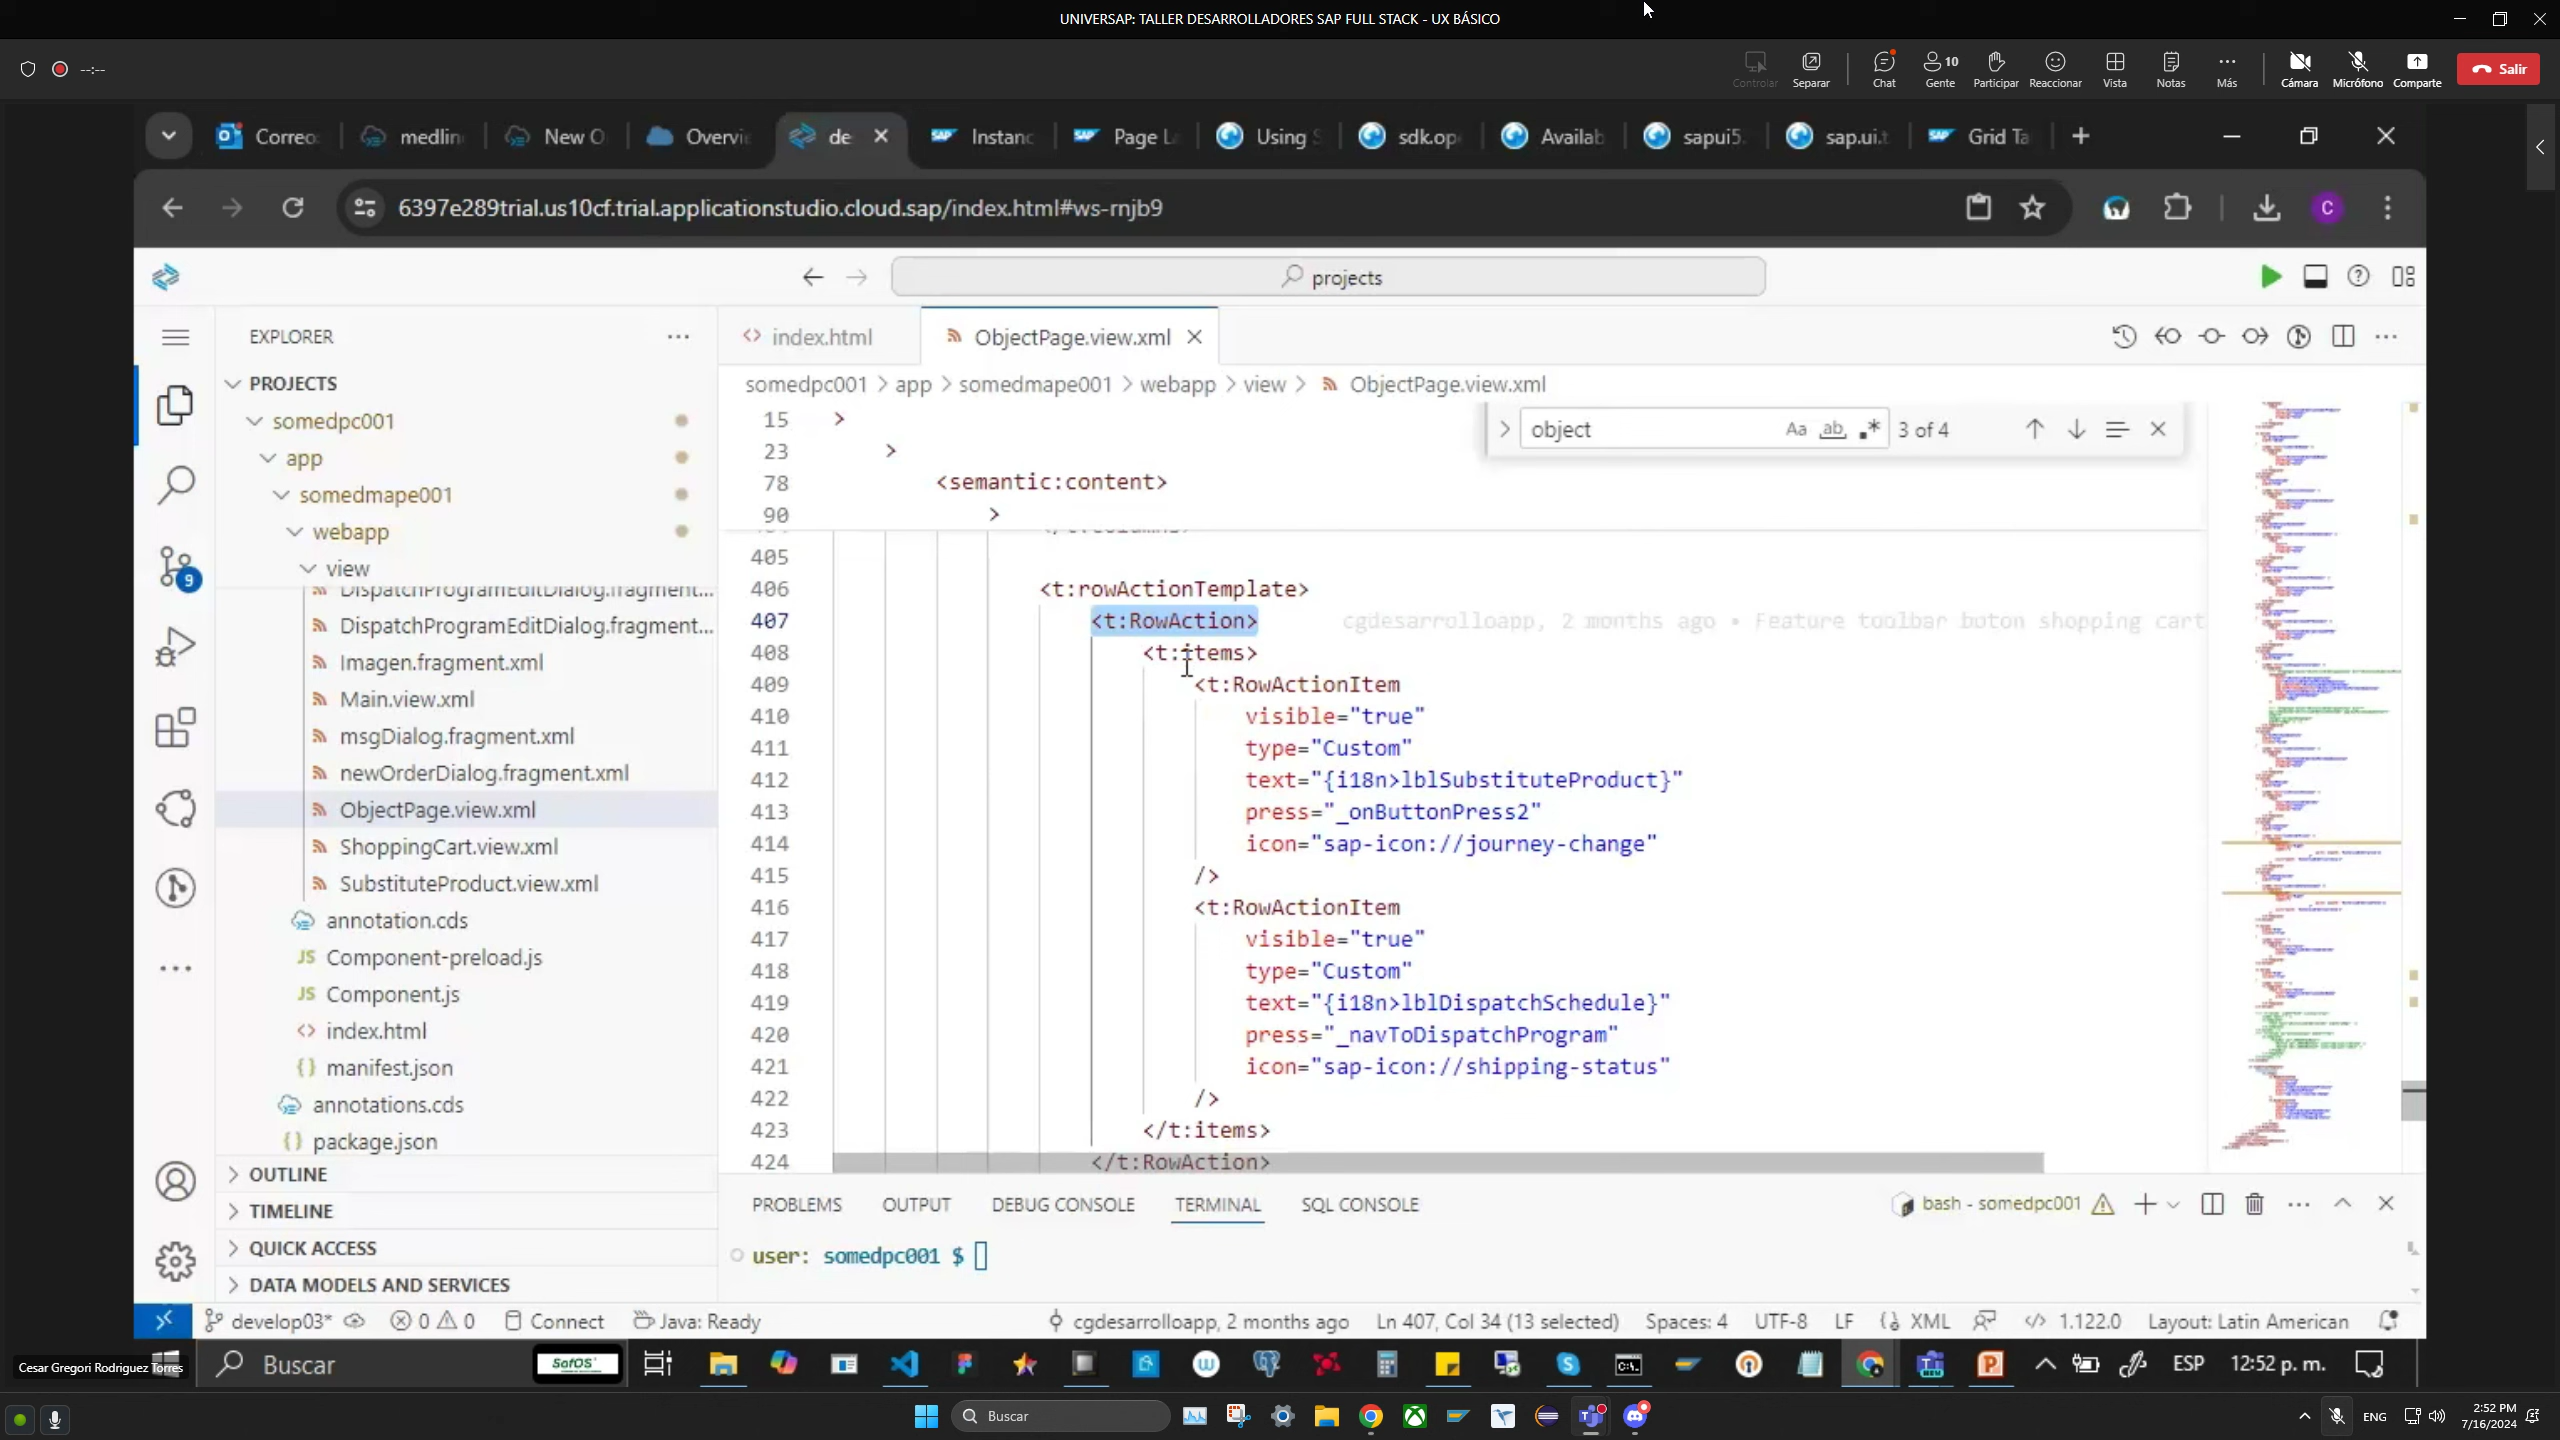 UNIVERSAP: TALLER DESARROLLADORES SAP FULL STACK - UX BÁSICO
--:--
Controlar
Separar
Chat
10
Gente
Participar
Reaccionar
Vista
Notas
Más
Cámara
Micrófono
Comparte
Salir
Correo
medlin
New O
Overvi
de
Instanc
Page La
Using S
sdk.op
Availab
sapui5.
sap.ui.t
Grid Ta
6397e289trial.us10cf.trial.applicationstudio.cloud.sap/index.html#ws-rnjb9
C
projects
EXPLORER
index.html
ObjectPage.view.xml
somedpc001 > app > somedmape001 > webapp > view > ObjectPage.view.xml
object
Aa
ab
3 of 4
PROJECTS
somedpc001
app
somedmape001
webapp
view
DispatchProgramEditDialog.fragment...
DispatchProgramEditDialog.fragment...
Imagen.fragment.xml
Main.view.xml
msgDialog.fragment.xml
newOrderDialog.fragment.xml
ObjectPage.view.xml
ShoppingCart.view.xml
SubstituteProduct.view.xml
annotation.cds
JS Component-preload.js
JS Component.js
index.html
manifest.json
annotations.cds
package.json
OUTLINE
TIMELINE
QUICK ACCESS
DATA MODELS AND SERVICES
9
15 >
23 >
78 <semantic:content>
90 >
405
406 <t:rowActionTemplate>
407 <t:RowAction> cgdesarrolloapp, 2 months ago • Feature toolbar boton shopping cart
408 <t:items>
409 <t:RowActionItem
410 visible="true"
411 type="Custom"
412 text="{i18n>lblSubstituteProduct}"
413 press="_onButtonPress2"
414 icon="sap-icon://journey-change"
415 />
416 <t:RowActionItem
417 visible="true"
418 type="Custom"
419 text="{i18n>lblDispatchSchedule}"
420 press="_navToDispatchProgram"
421 icon="sap-icon://shipping-status"
422 />
423 </t:items>
424 </t:RowAction>
PROBLEMS
OUTPUT
DEBUG CONSOLE
TERMINAL
SQL CONSOLE
bash - somedpc001
user: somedpc001 $
develop03*
0
0
Connect
Java: Ready
cgdesarrolloapp, 2 months ago
Ln 407, Col 34 (13 selected)
Spaces: 4
UTF-8
LF
XML
1.122.0
Layout: Latin American
Cesar Gregori Rodriguez Torres
Buscar
SofOS
ESP
12:52 p. m.
Buscar
ENG
2:52 PM
7/16/2024